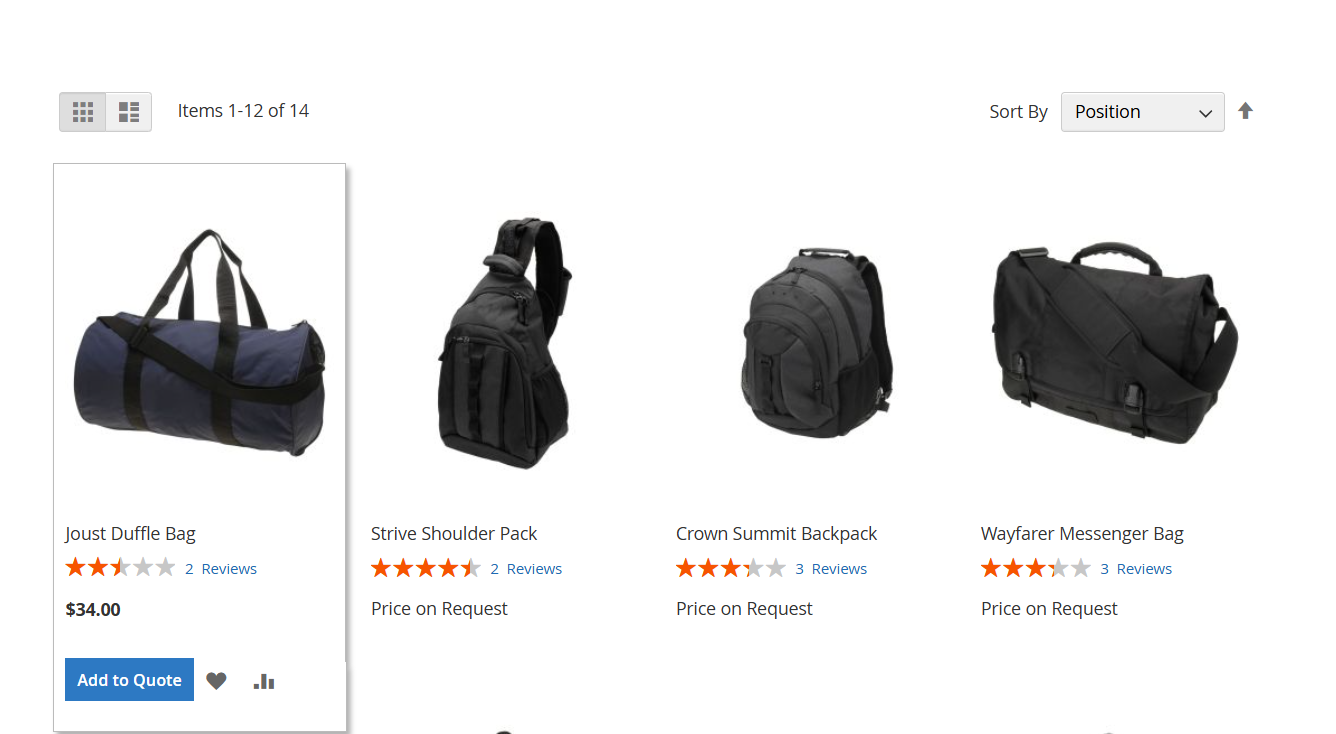 Items 1-12 of 14
Sort By Position
Joust Duffle Bag
2 Reviews
$34.00
Add to Quote
Strive Shoulder Pack
2 Reviews
Price on Request
Crown Summit Backpack
3 Reviews
Price on Request
Wayfarer Messenger Bag
3 Reviews
Price on Request